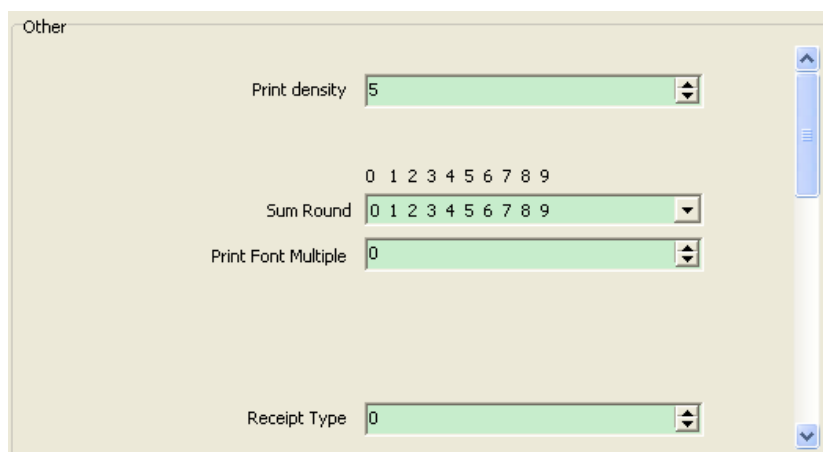 Other
Print density 5
0 1 2 3 4 5 6 7 8 9
Sum Round 0 1 2 3 4 5 6 7 8 9
Print Font Multiple 0
Receipt Type 0